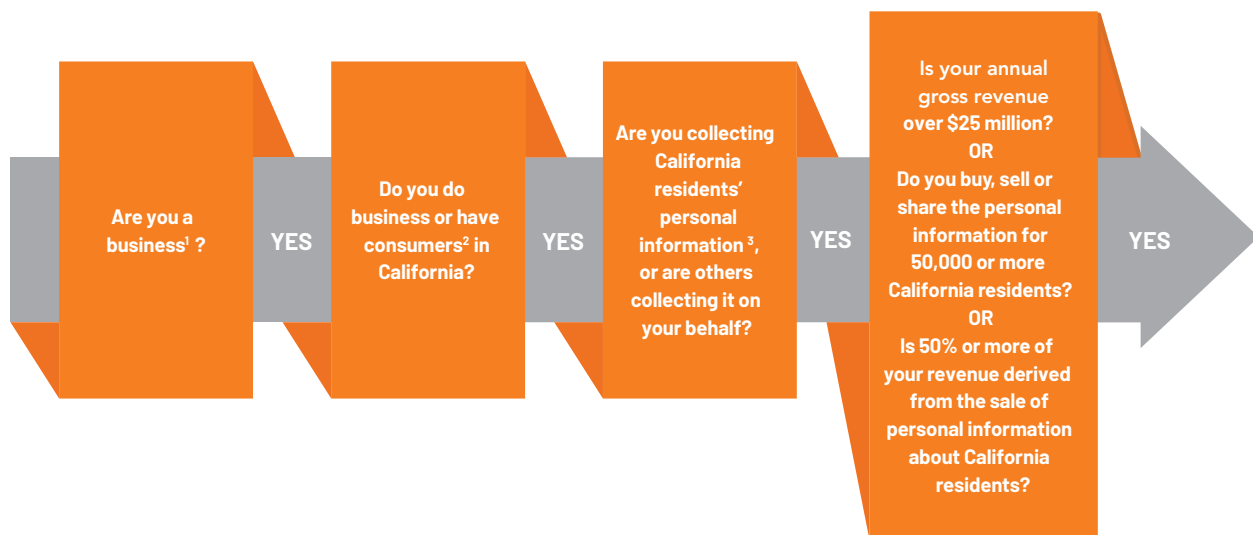 Are you a
business¹ ?
YES
Do you do
business or have
consumers² in
California?
YES
Are you collecting
California
residents’
personal
information ³,
or are others
collecting it on
your behalf?
YES
Is your annual
gross revenue
over $25 million?
OR
Do you buy, sell or
share the personal
information for
50,000 or more
California residents?
OR
Is 50% or more of
your revenue derived
from the sale of
personal information
about California
residents?
YES